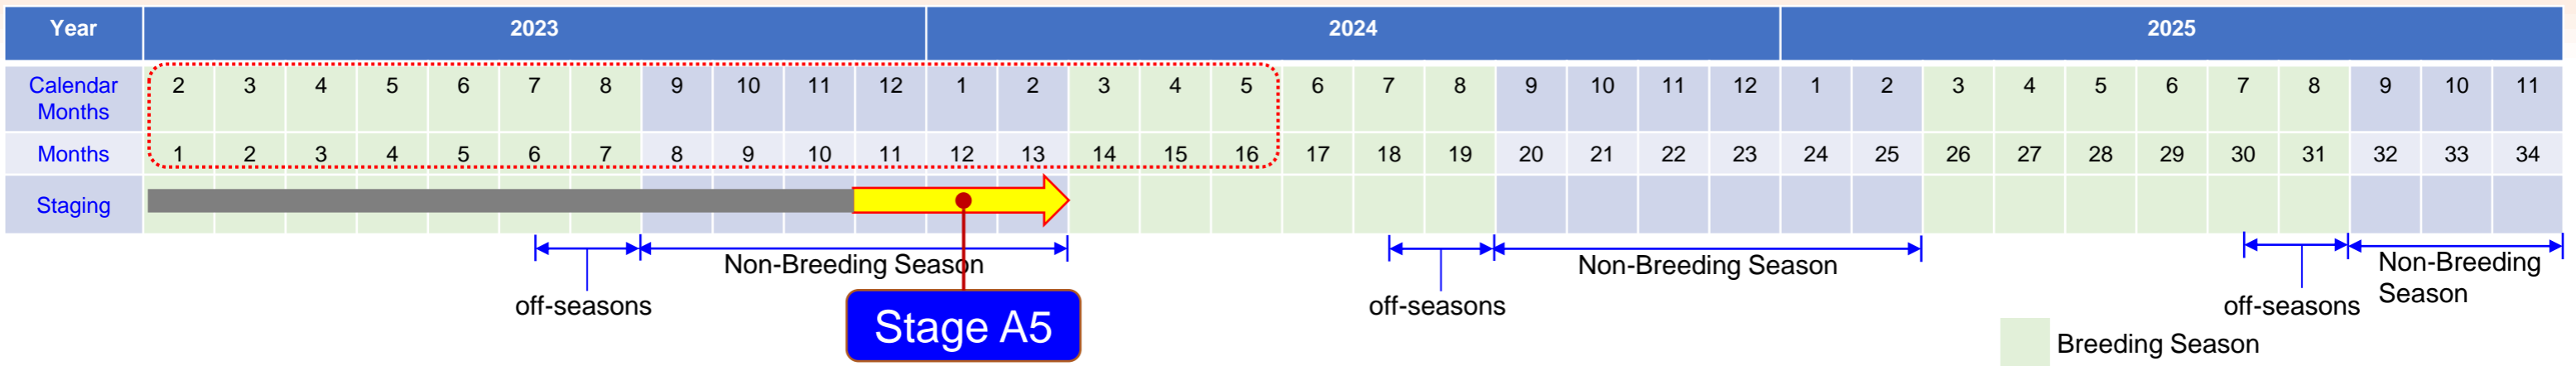 Year 2023 2024 2025
Calendar Months 2 3 4 5 6 7 8 9 10 11 12 1 2 3 4 5 6 7 8 9 10 11 12 1 2 3 4 5 6 7 8 9 10 11
Months 1 2 3 4 5 6 7 8 9 10 11 12 13 14 15 16 17 18 19 20 21 22 23 24 25 26 27 28 29 30 31 32 33 34
Staging
Non-Breeding Season Non-Breeding Season Non-Breeding
Season
off-seasons off-seasons off-seasons
Stage A5
Breeding Season